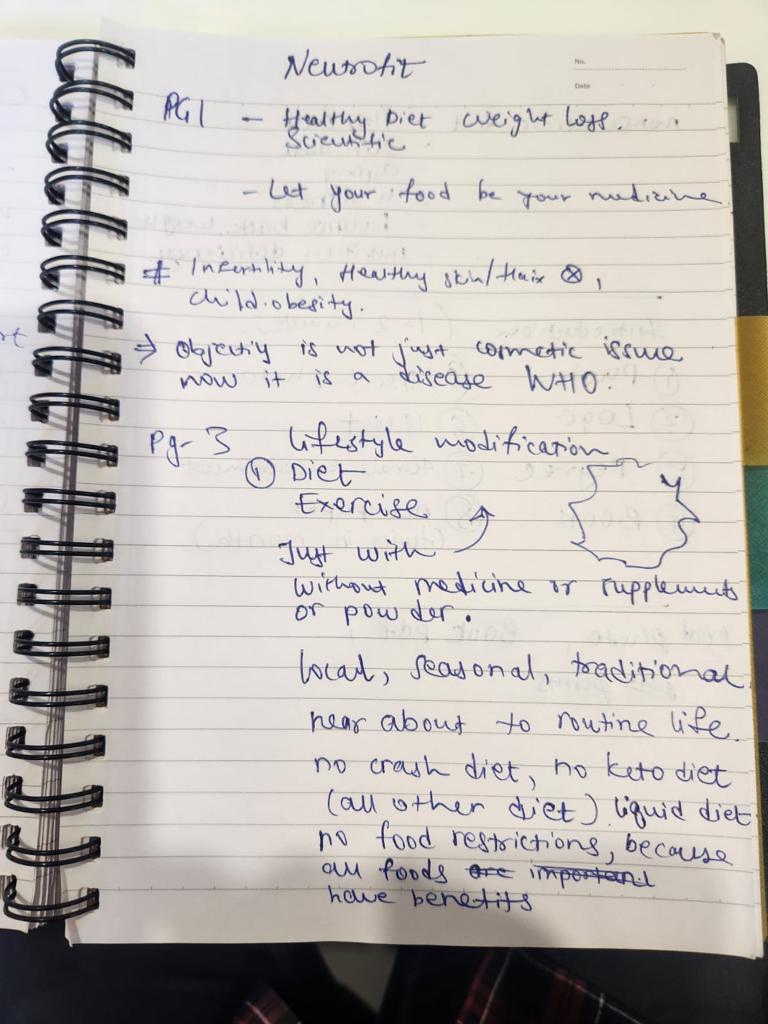 Neurofit
No.
Date
PG1 - Healthy Diet weight loss.
Scientific
- Let your food be your medicine
# Infertility, Healthy skin/Hair ⊗,
child obesity.
⇒ Objectiy is not just cosmetic issue
now it is a disease WHO.
Pg-3 lifestyle modification
① Diet
Exercise
Just with
without medicine or supplements
or powder.
local, seasonal, traditional.
near about to routine life.
no crash diet, no keto diet
(all other diet) liquid diet
no food restrictions, because
all foods are important
have benefits